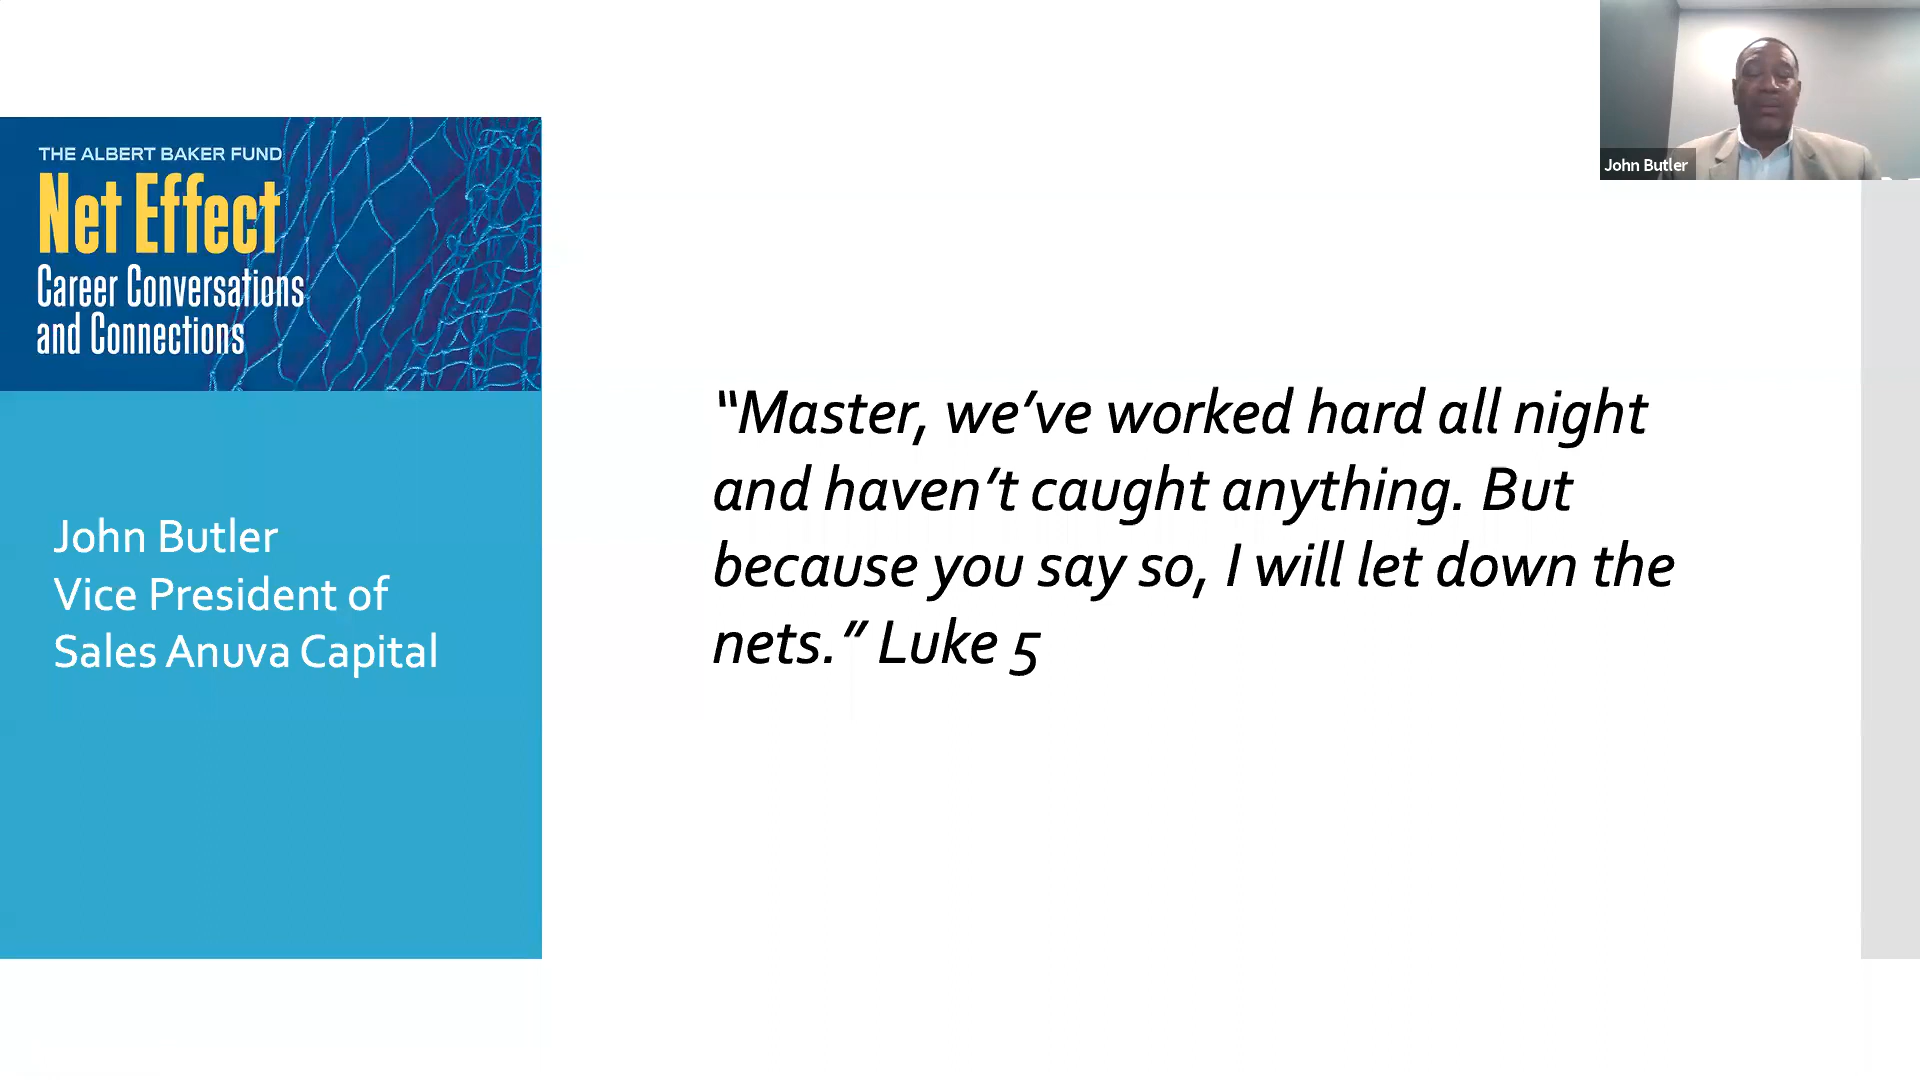 THE ALBERT BAKER FUND
Net Effect
Career Conversations
and Connections
John Butler
Vice President of
Sales Anuva Capital
“Master, we’ve worked hard all night
and haven’t caught anything. But
because you say so, I will let down the
nets.” Luke 5
John Butler